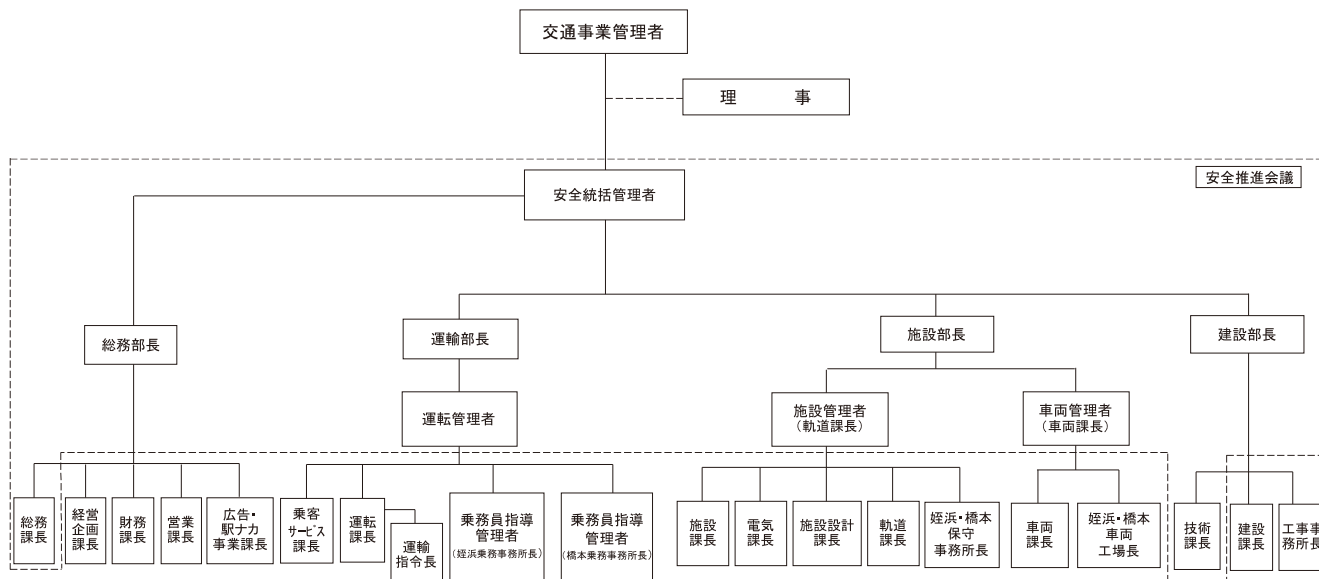 交通事業管理者
理　事
安全推進会議
安全統括管理者
総務部長
運輸部長
施設部長
建設部長
運転管理者
施設管理者
(軌道課長)
車両管理者
(車両課長)
総務
課長
経営
企画
課長
財務
課長
営業
課長
広告・
駅ナカ
事業課長
乗客
サービス
課長
運転
課長
運輸
指令長
乗務員指導
管理者
(姪浜乗務事務所長)
乗務員指導
管理者
(橋本乗務事務所長)
施設
課長
電気
課長
施設設計
課長
軌道
課長
姪浜・橋本
保守
事務所長
車両
課長
姪浜・橋本
車両
工場長
技術
課長
建設
課長
工事事
務所長